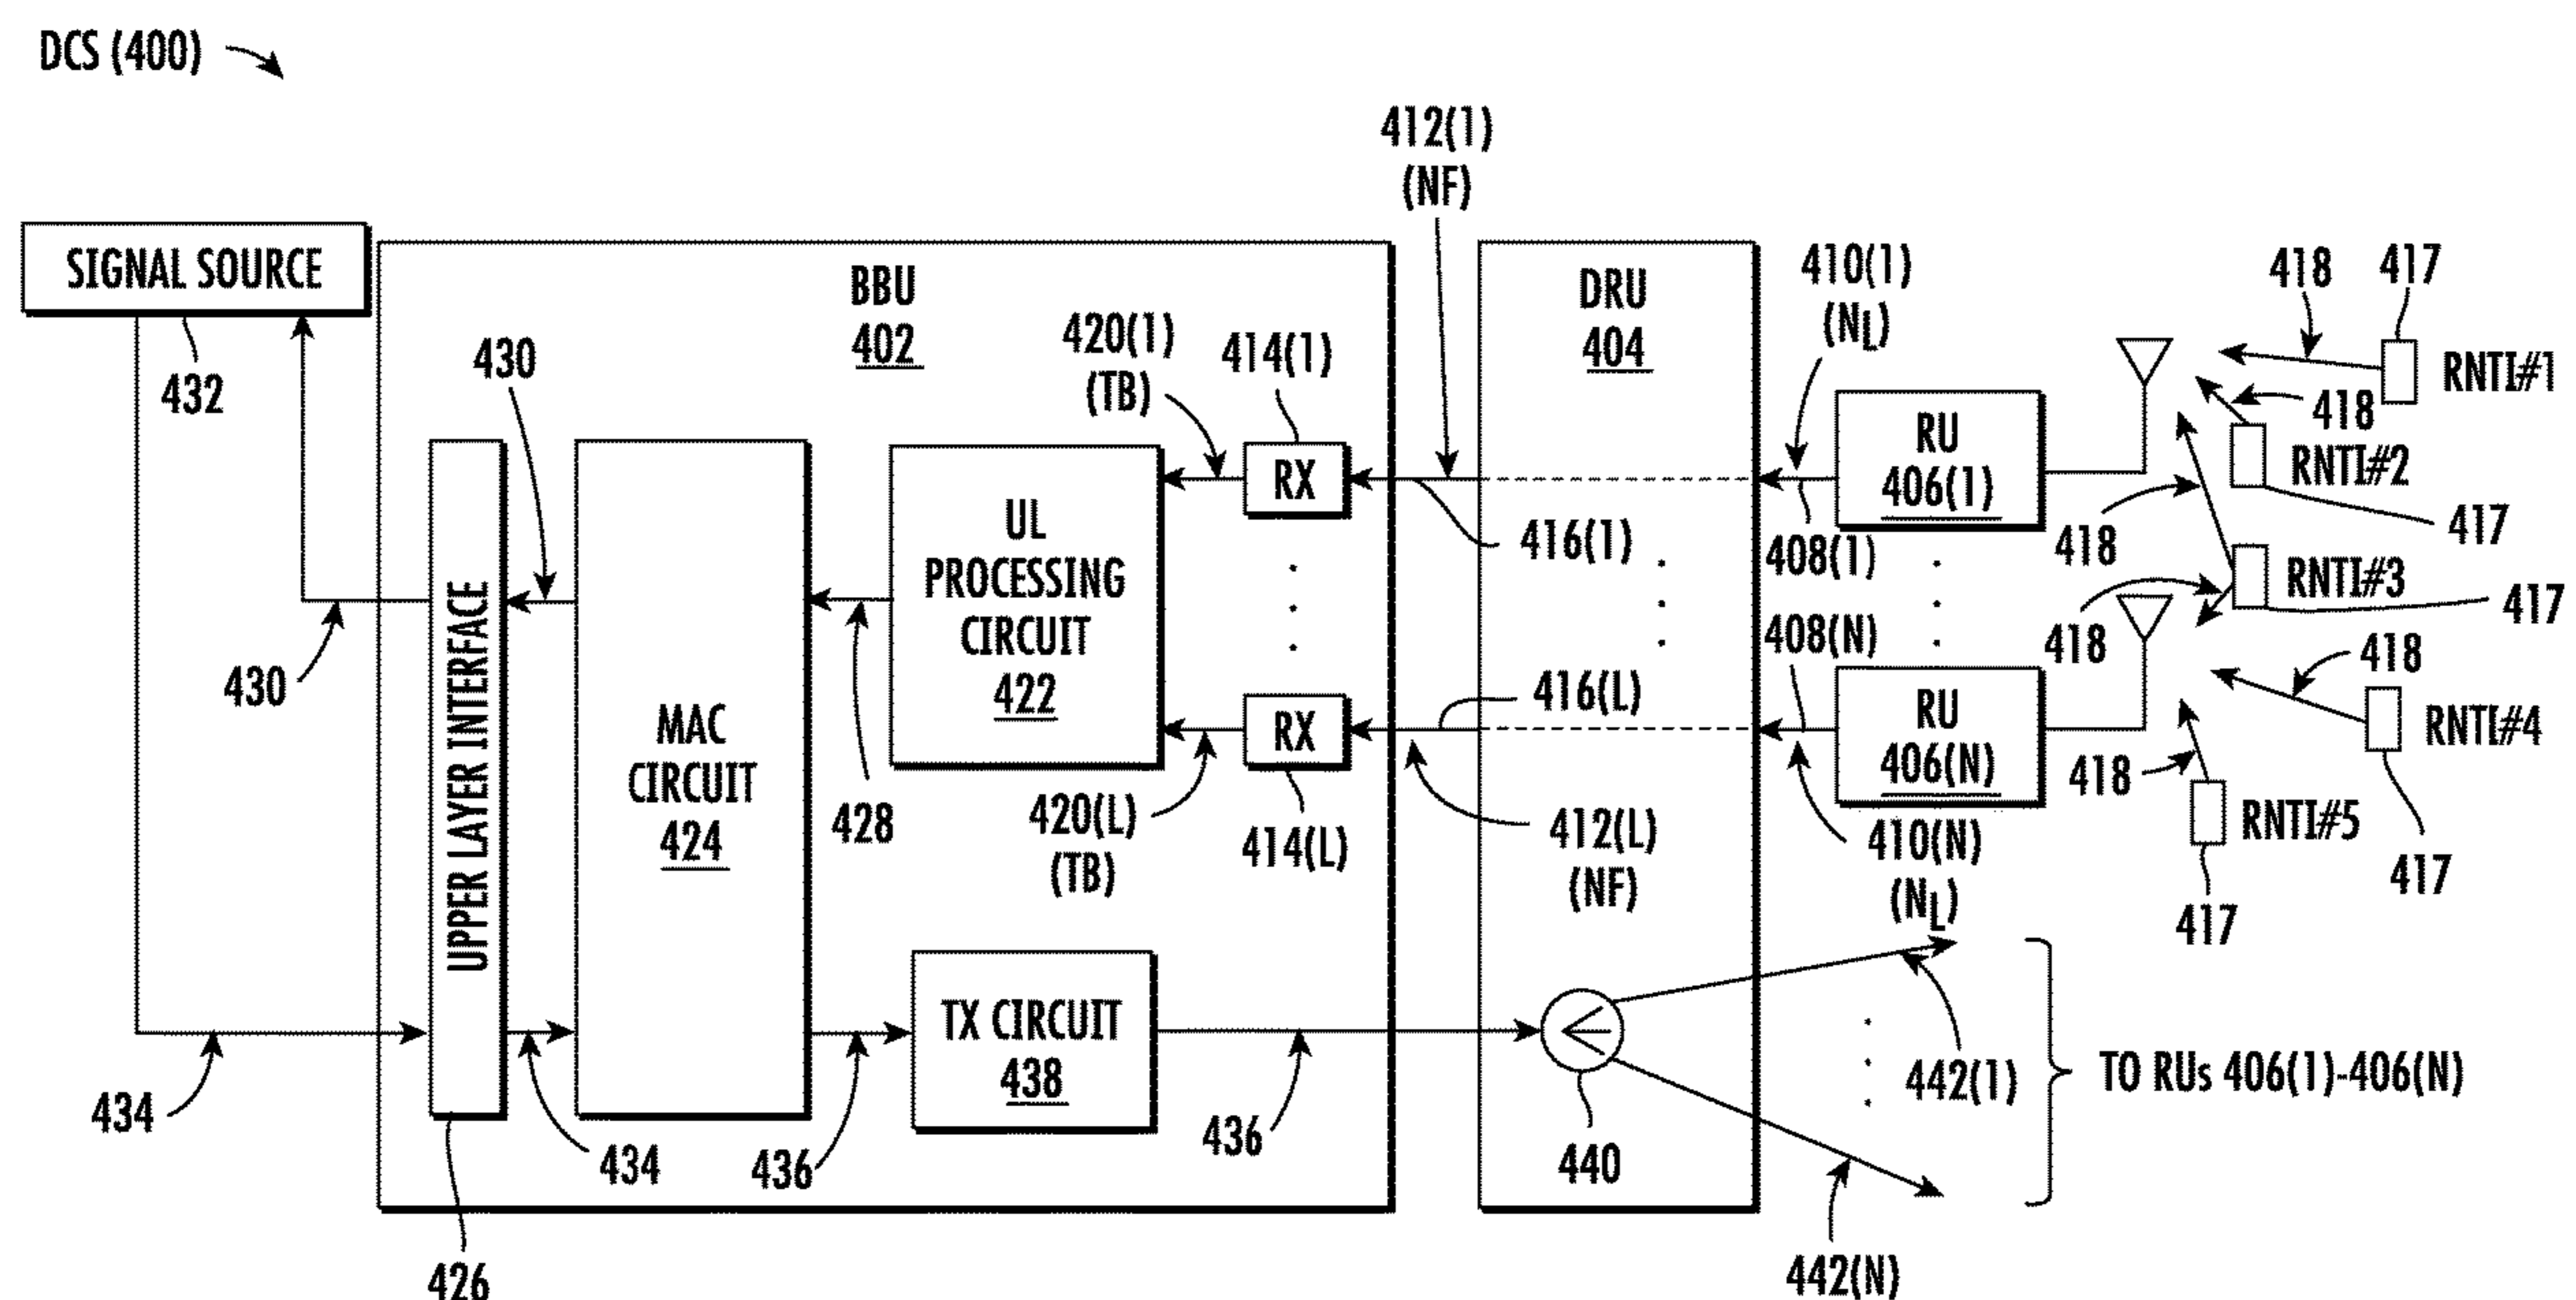 DCS (400)
412(1)
(NF)
SIGNAL SOURCE
432
BBU
402
DRU
404
410(1)
(NL)
418
417
RNTI#1
430
420(1)
(TB)
414(1)
RX
RU
406(1)
418
RNTI#2
417
UL
PROCESSING
CIRCUIT
422
416(1)
408(1)
418
RNTI#3
417
430
UPPER LAYER INTERFACE
MAC
CIRCUIT
424
428
408(N)
418
418
416(L)
RX
RU
406(N)
RNTI#4
420(L)
(TB)
414(L)
412(L)
(NF)
410(N)
(NL)
418
RNTI#5
417
417
434
434
436
TX CIRCUIT
438
436
440
442(1)
TO RUs 406(1)-406(N)
426
442(N)